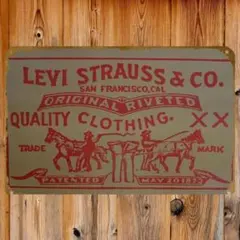 LEVI STRAUSS & CO.
SAN FRANCISCO, CAL
ORIGINAL RIVETED
QUALITY CLOTHING. XX
TRADE MARK
PATENTED MAY 20 1873